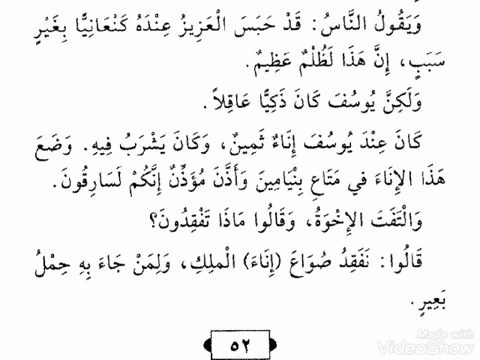 وَيَقُولُ النَّاسُ: قَدْ حَبَسَ الْعَزِيزُ عِنْدَهُ كَنْعَانِيًّا بِغَيْرِ
سَبَبٍ، إِنَّ هَذَا لَظُلْمٌ عَظِيمٌ.
وَلَكِنَّ يُوسُفَ كَانَ ذَكِيًّا عَاقِلاً.
كَانَ عِنْدَ يُوسُفَ إِنَاءٌ ثَمِينٌ، وَكَانَ يَشْرَبُ فِيهِ. وَضَعَ
هَذَا الإِنَاءَ فِي مَتَاعِ بِنْيَامِينَ وَأَذَّنَ مُؤَذِّنٌ إِنَّكُمْ لَسَارِقُونَ.
وَالْتَفَتَ الإِخْوَةُ، وَقَالُوا مَاذَا تَفْقِدُونَ؟
قَالُوا: نَفْقِدُ صُوَاعَ (إِنَاءَ) الْملِكِ، وَلِمَنْ جَاءَ بِهِ حِمْلُ
بَعِيرٍ.
٥٢
Made with
VideoShow